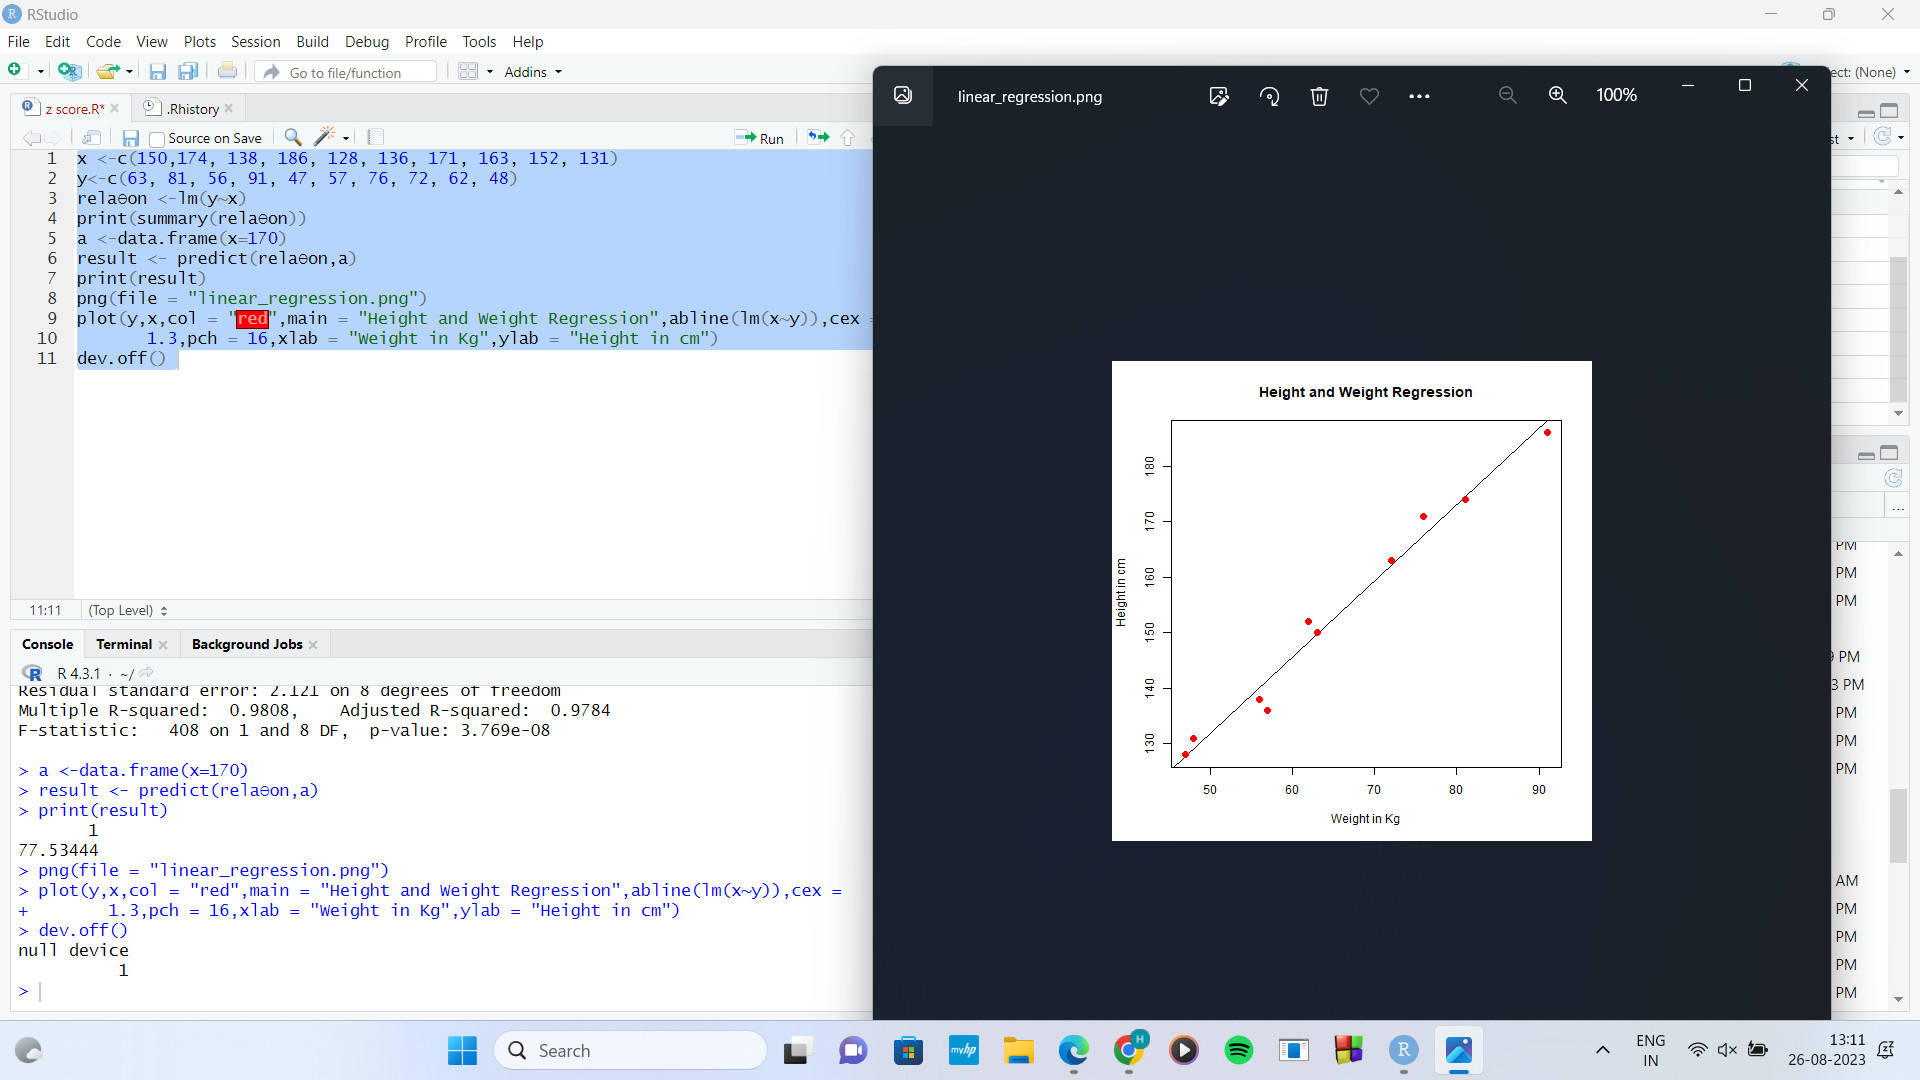 RStudio
File Edit Code View Plots Session Build Debug Profile Tools Help
Go to file/function
Addins
ect: (None)
z score.R*
.Rhistory
Source on Save
Run
st
1 x <-c(150,174, 138, 186, 128, 136, 171, 163, 152, 131)
2 y<-c(63, 81, 56, 91, 47, 57, 76, 72, 62, 48)
3 relaƟon <-lm(y~x)
4 print(summary(relaƟon))
5 a <-data.frame(x=170)
6 result <- predict(relaƟon,a)
7 print(result)
8 png(file = "linear_regression.png")
9 plot(y,x,col = "red",main = "Height and Weight Regression",abline(lm(x~y)),cex =
10 1.3,pch = 16,xlab = "Weight in Kg",ylab = "Height in cm")
11 dev.off()
11:11 (Top Level)
Console Terminal Background Jobs
R 4.3.1 · ~/
Residual standard error: 2.121 on 8 degrees of freedom
Multiple R-squared: 0.9808, Adjusted R-squared: 0.9784
F-statistic: 408 on 1 and 8 DF, p-value: 3.769e-08
> a <-data.frame(x=170)
> result <- predict(relaƟon,a)
> print(result)
1
77.53444
> png(file = "linear_regression.png")
> plot(y,x,col = "red",main = "Height and Weight Regression",abline(lm(x~y)),cex =
+ 1.3,pch = 16,xlab = "Weight in Kg",ylab = "Height in cm")
> dev.off()
null device
1
>
linear_regression.png
100%
Height and Weight Regression
180
170
160
150
140
130
Height in cm
50 60 70 80 90
Weight in Kg
...
PM
PM
PM
PM
3 PM
PM
PM
PM
AM
PM
PM
PM
PM
Search
myhp
H
R
ENG
IN
13:11
26-08-2023